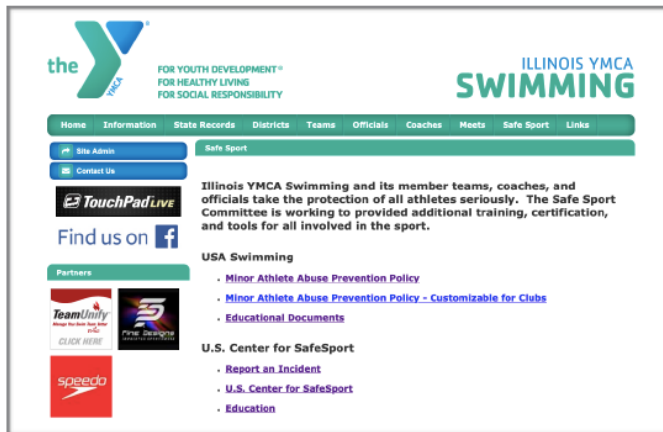 the
YMCA
FOR YOUTH DEVELOPMENT®
FOR HEALTHY LIVING
FOR SOCIAL RESPONSIBILITY
ILLINOIS YMCA
SWIMMING
Home Information State Records Districts Teams Officials Coaches Meets Safe Sport Links
Site Admin
Contact Us
TouchPad LIVE
Find us on f
Partners
TeamUnify
CLICK HERE
Fine Designs
speedo
Safe Sport
Illinois YMCA Swimming and its member teams, coaches, and
officials take the protection of all athletes seriously. The Safe Sport
Committee is working to provided additional training, certification,
and tools for all involved in the sport.
USA Swimming
Minor Athlete Abuse Prevention Policy
Minor Athlete Abuse Prevention Policy - Customizable for Clubs
Educational Documents
U.S. Center for SafeSport
Report an Incident
U.S. Center for SafeSport
Education